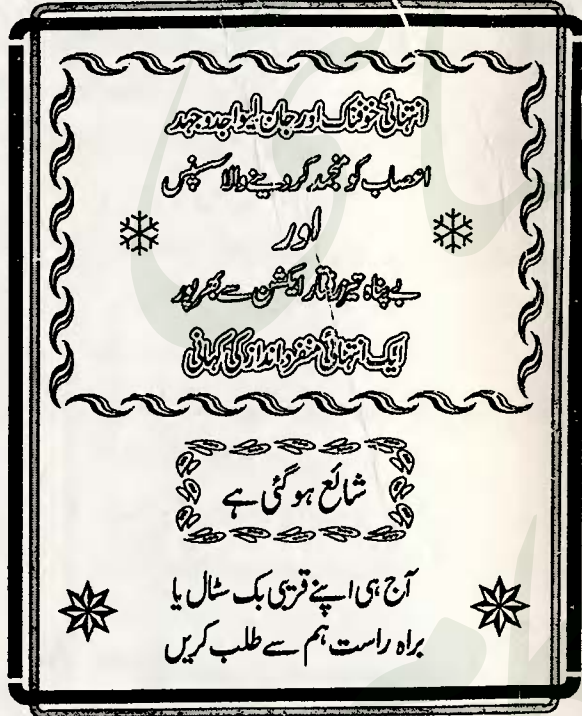 انتہائی خوفناک اور جان لیوا جدوجہد
اعصاب کو منجمد کر دینے والا سسپنس
اور
بے پناہ تیز رفتار ایکشن سے بھرپور
ایک انتہائی منفرد انداز کی کہانی
شائع ہو گئی ہے
آج ہی اپنے قریبی بک سٹال یا
براہ راست ہم سے طلب کریں